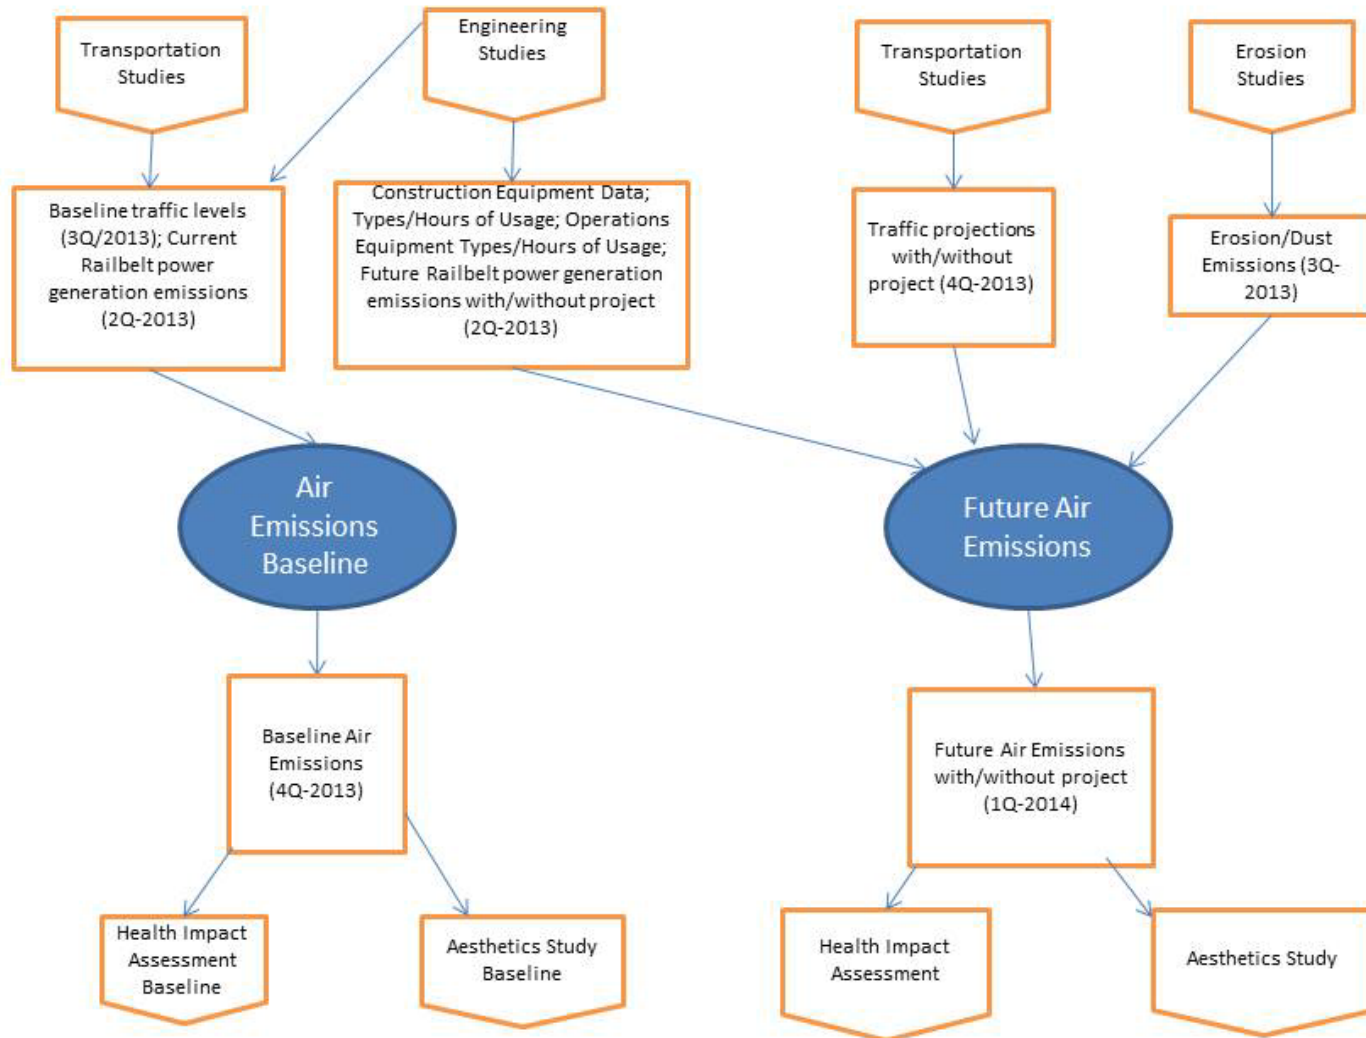 Transportation
Studies
Engineering
Studies
Transportation
Studies
Erosion
Studies
Baseline traffic levels
(3Q/2013); Current
Railbelt power
generation emissions
(2Q-2013)
Construction Equipment Data;
Types/Hours of Usage; Operations
Equipment Types/Hours of Usage;
Future Railbelt power generation
emissions with/without project
(2Q-2013)
Traffic projections
with/without
project (4Q-2013)
Erosion/Dust
Emissions (3Q-
2013)
Air
Emissions
Baseline
Future Air
Emissions
Baseline Air
Emissions
(4Q-2013)
Future Air Emissions
with/without project
(1Q-2014)
Health Impact
Assessment
Baseline
Aesthetics Study
Baseline
Health Impact
Assessment
Aesthetics Study